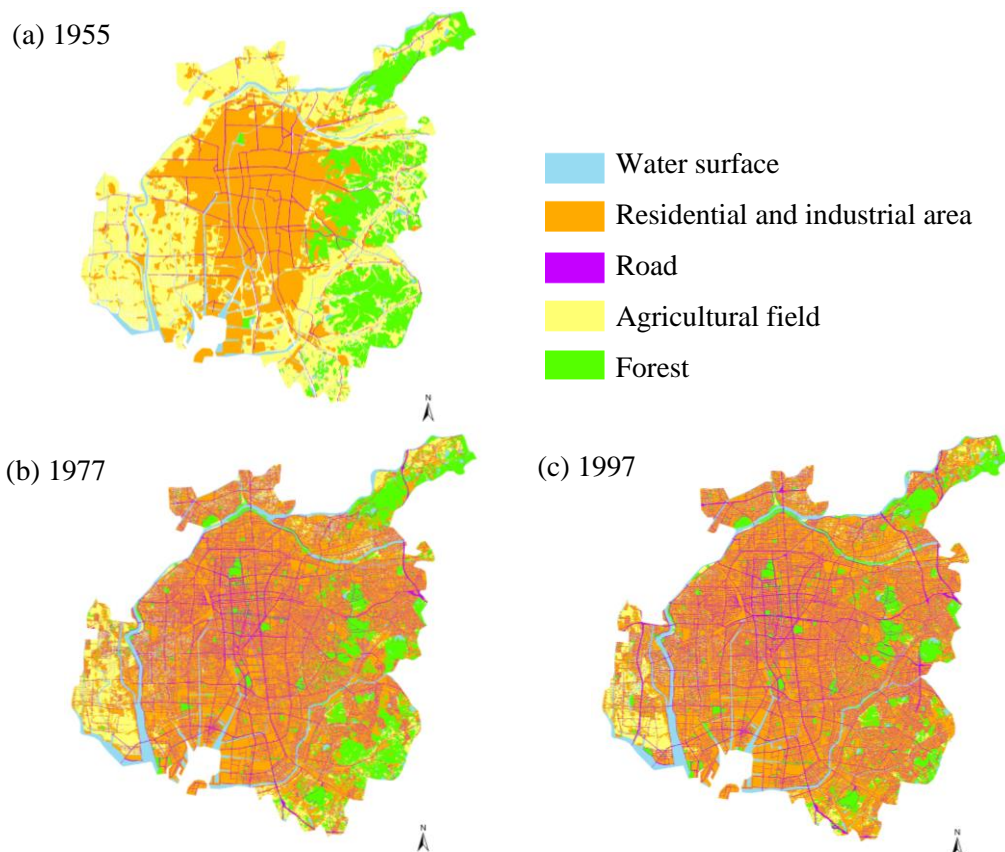 (a) 1955
Water surface
Residential and industrial area
Road
Agricultural field
Forest
N
(b) 1977
(c) 1997
N
N